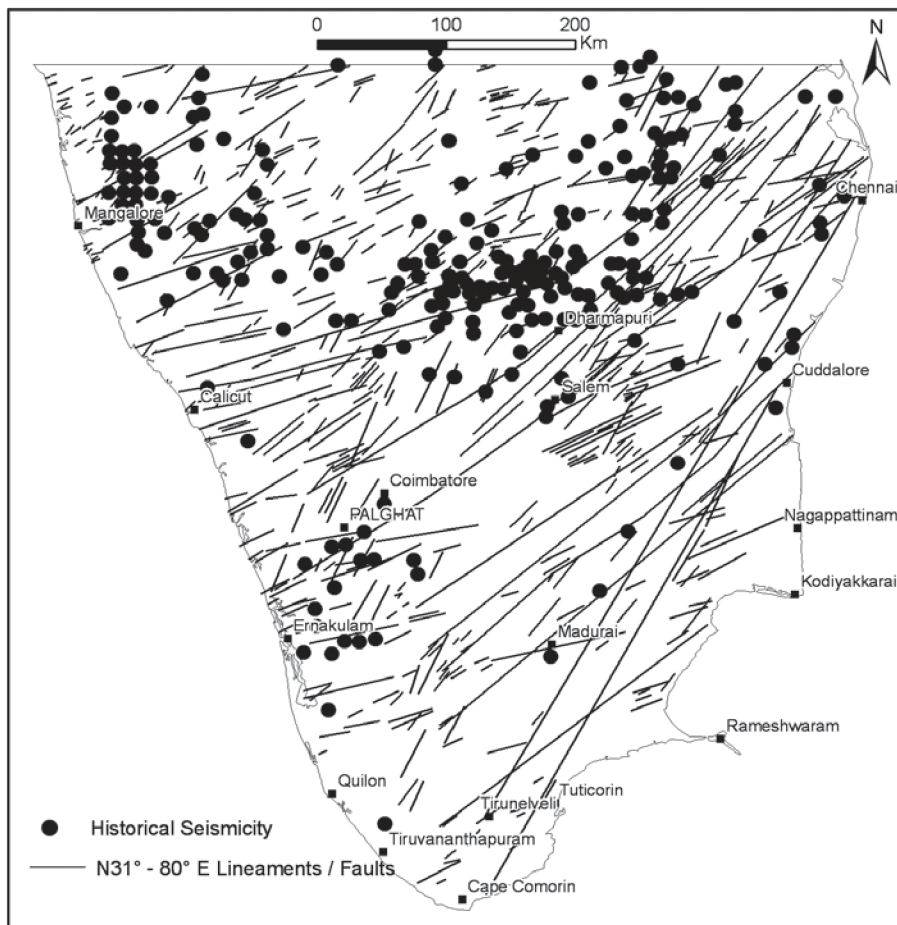 0 100 200
Km
N
Chennai
Mangalore
Dharmapuri
Cuddalore
Salem
Calicut
Coimbatore
PALGHAT
Nagappattinam
Kodiyakkarai
Ernakulam
Madurai
Rameshwaram
Quilon
Tirunelveli
Tuticorin
Historical Seismicity
Tiruvananthapuram
N31° - 80° E Lineaments / Faults
Cape Comorin